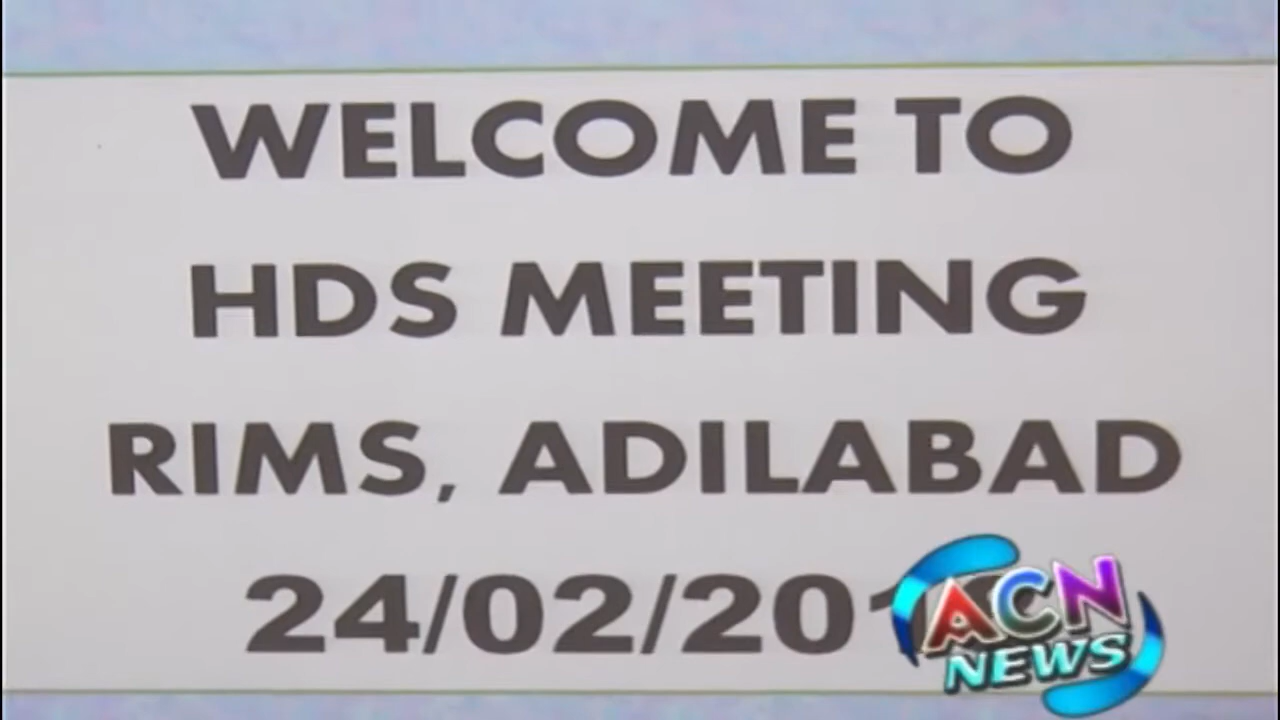 WELCOME TO
HDS MEETING
RIMS, ADILABAD
24/02/201
ACN
NEWS